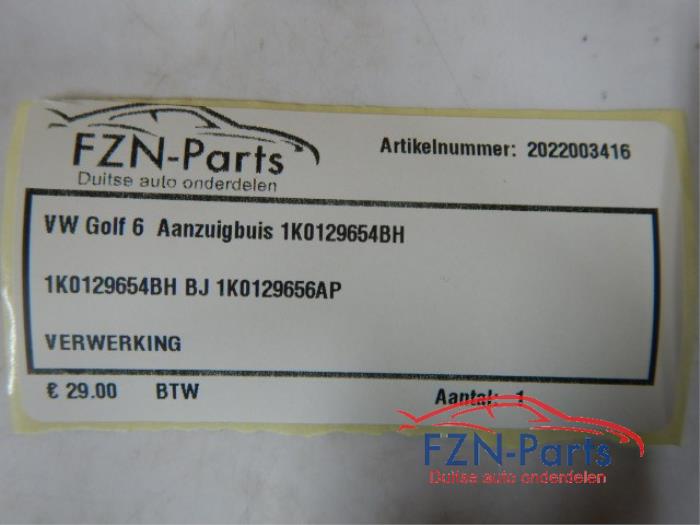 FZN-Parts
Duitse auto onderdelen
Artikelnummer: 2022003416
VW Golf 6 Aanzuigbuis 1K0129654BH
1K0129654BH BJ 1K0129656AP
VERWERKING
€ 29.00 BTW Aantal: 1
FZN-Parts
Duitse auto onderdelen